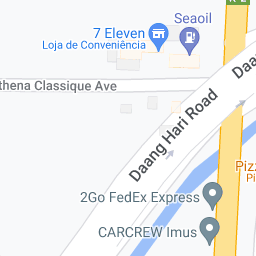 Seaoil
7 Eleven
Loja de Conveniência
thena Classique Ave
Daang Hari Road
Daa
2Go FedEx Express
Pizz
Pi
CARCREW Imus